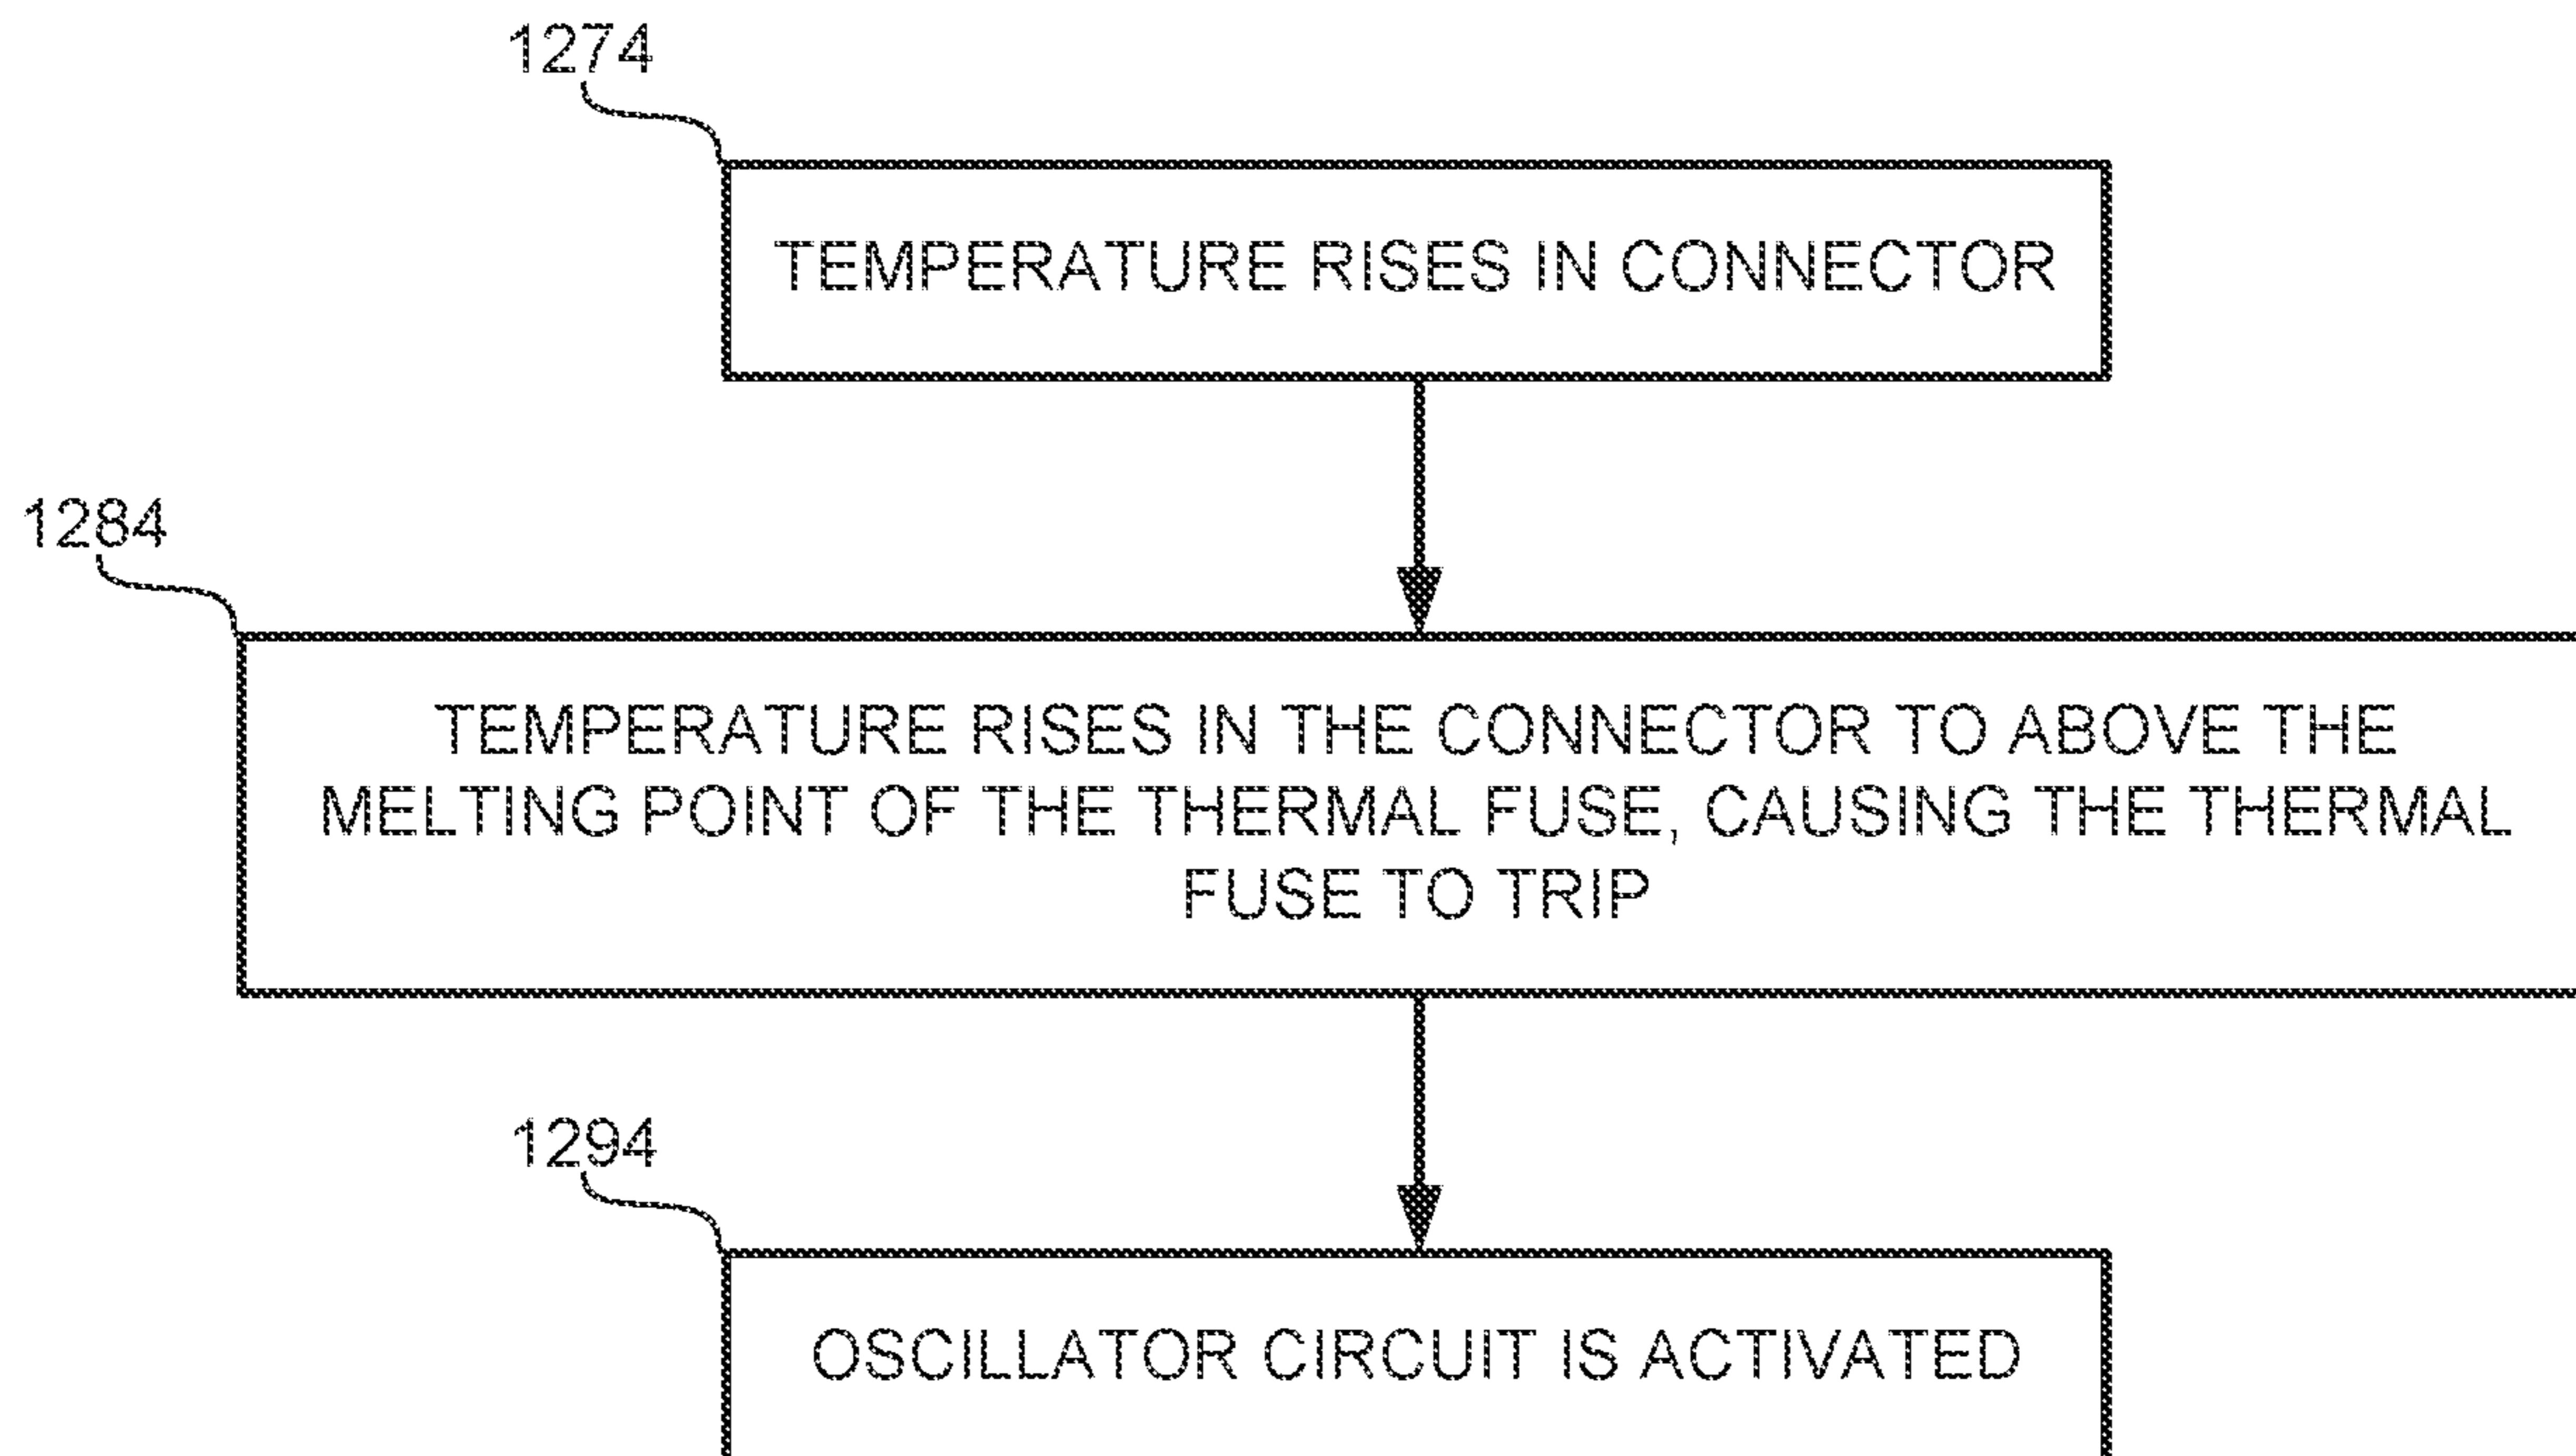 1274
TEMPERATURE RISES IN CONNECTOR
1284
TEMPERATURE RISES IN THE CONNECTOR TO ABOVE THE
MELTING POINT OF THE THERMAL FUSE, CAUSING THE THERMAL
FUSE TO TRIP
1294
OSCILLATOR CIRCUIT IS ACTIVATED